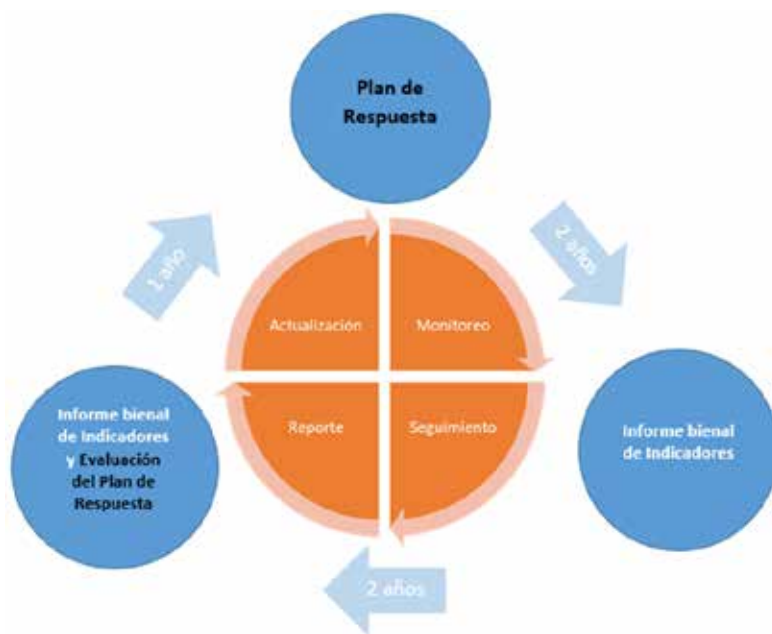 Plan de
Respuesta
1 año
2 años
Actualización
Monitoreo
Reporte
Seguimiento
Informe bienal
de Indicadores
y Evaluación
del Plan de
Respuesta
Informe bienal
de Indicadores
2 años